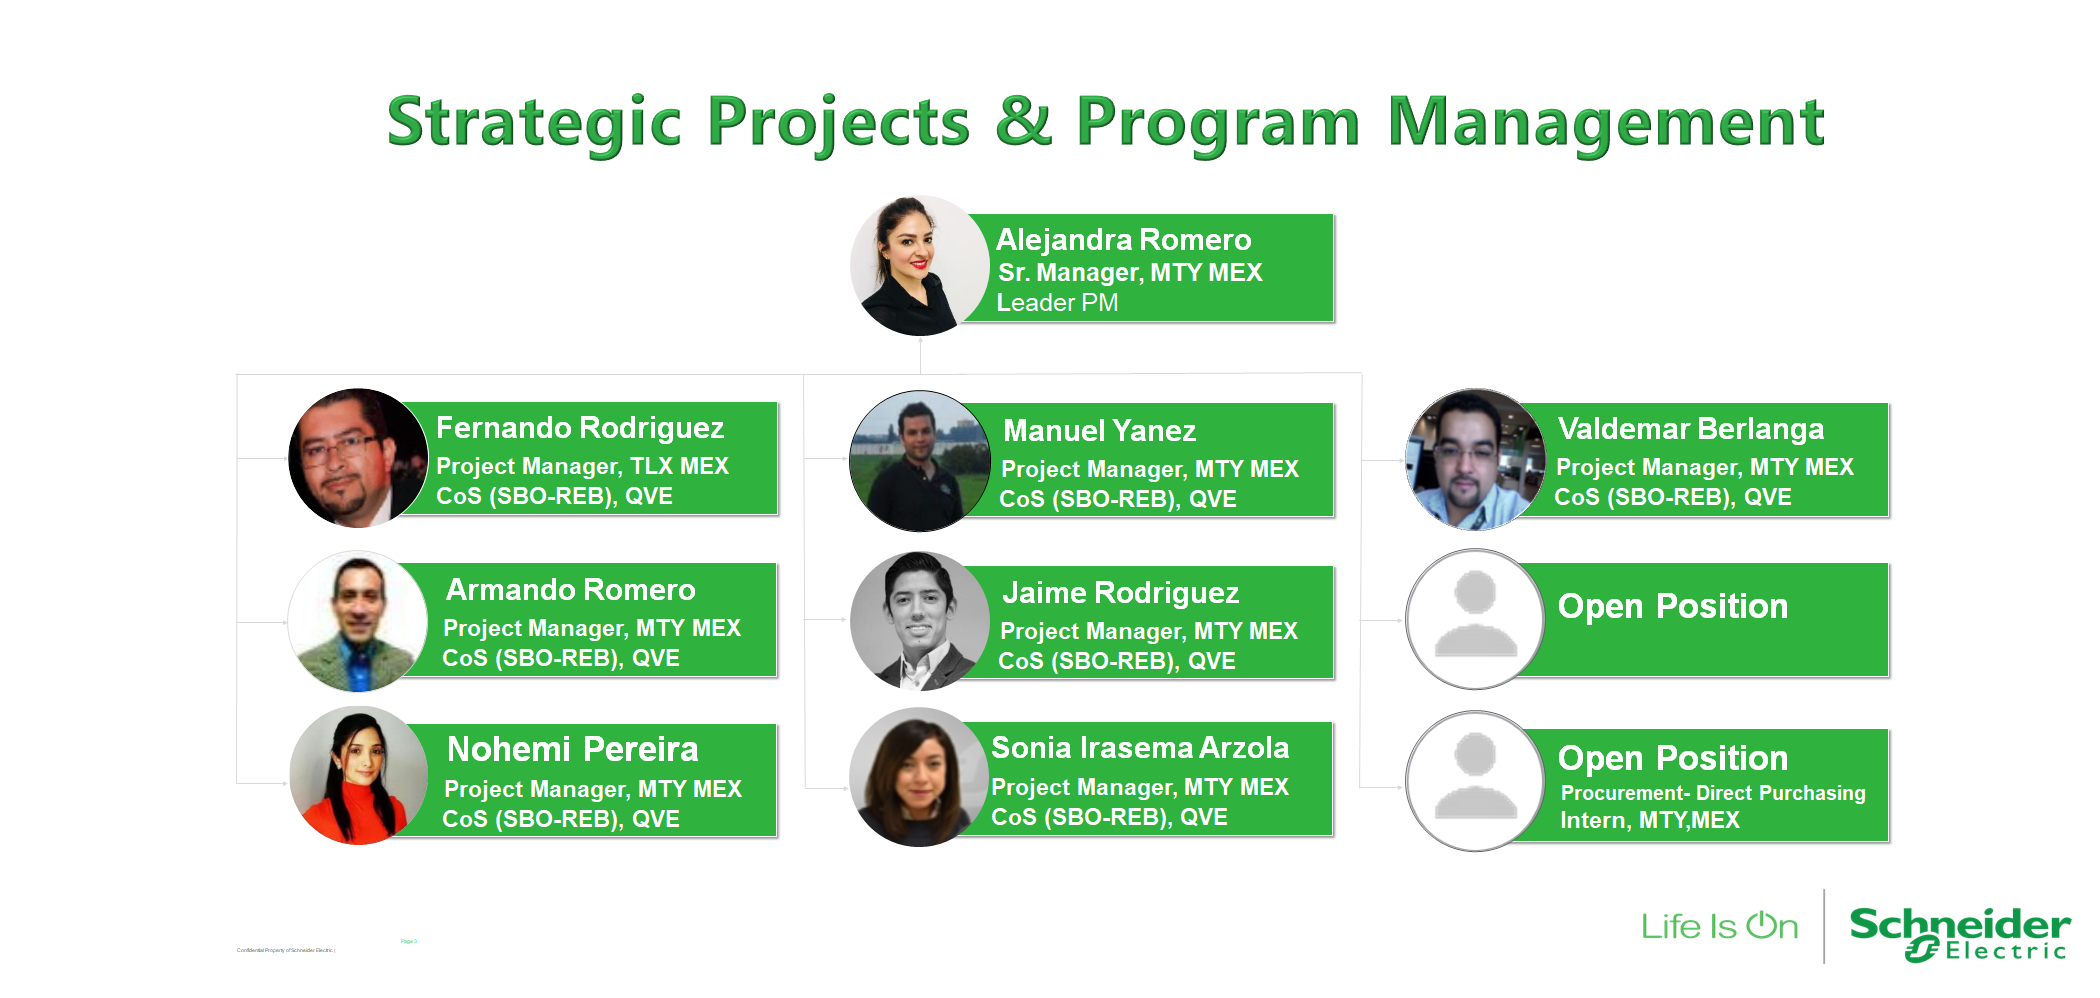 Strategic Projects & Program Management
Alejandra Romero
Sr. Manager, MTY MEX
Leader PM
Fernando Rodriguez
Project Manager, TLX MEX
CoS (SBO-REB), QVE
Manuel Yanez
Project Manager, MTY MEX
CoS (SBO-REB), QVE
Valdemar Berlanga
Project Manager, MTY MEX
CoS (SBO-REB), QVE
Armando Romero
Project Manager, MTY MEX
CoS (SBO-REB), QVE
Jaime Rodriguez
Project Manager, MTY MEX
CoS (SBO-REB), QVE
Open Position
Nohemi Pereira
Project Manager, MTY MEX
CoS (SBO-REB), QVE
Sonia Irasema Arzola
Project Manager, MTY MEX
CoS (SBO-REB), QVE
Open Position
Procurement- Direct Purchasing
Intern, MTY,MEX
Life Is On
Schneider
Electric
Page 3
Confidential Property of Schneider Electric |